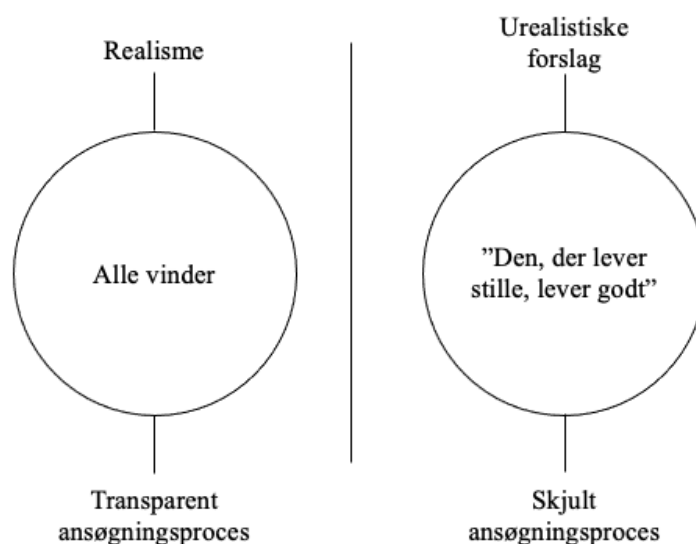 Realisme
Alle vinder
Transparent
ansøgningsproces
Urealistiske
forslag
”Den, der lever
stille, lever godt”
Skjult
ansøgningsproces